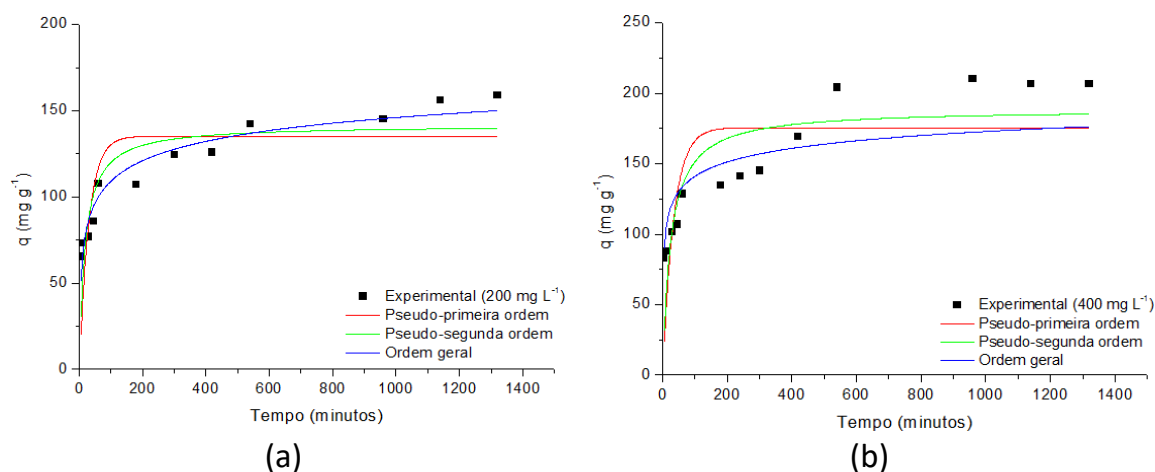 200
150
100
50
0
q (mg g⁻¹)
0 200 400 600 800 1000 1200 1400
Tempo (minutos)
Experimental (200 mg L⁻¹)
Pseudo-primeira ordem
Pseudo-segunda ordem
Ordem geral
(a)
250
200
150
100
50
0
q (mg g⁻¹)
0 200 400 600 800 1000 1200 1400
Tempo (minutos)
Experimental (400 mg L⁻¹)
Pseudo-primeira ordem
Pseudo-segunda ordem
Ordem geral
(b)